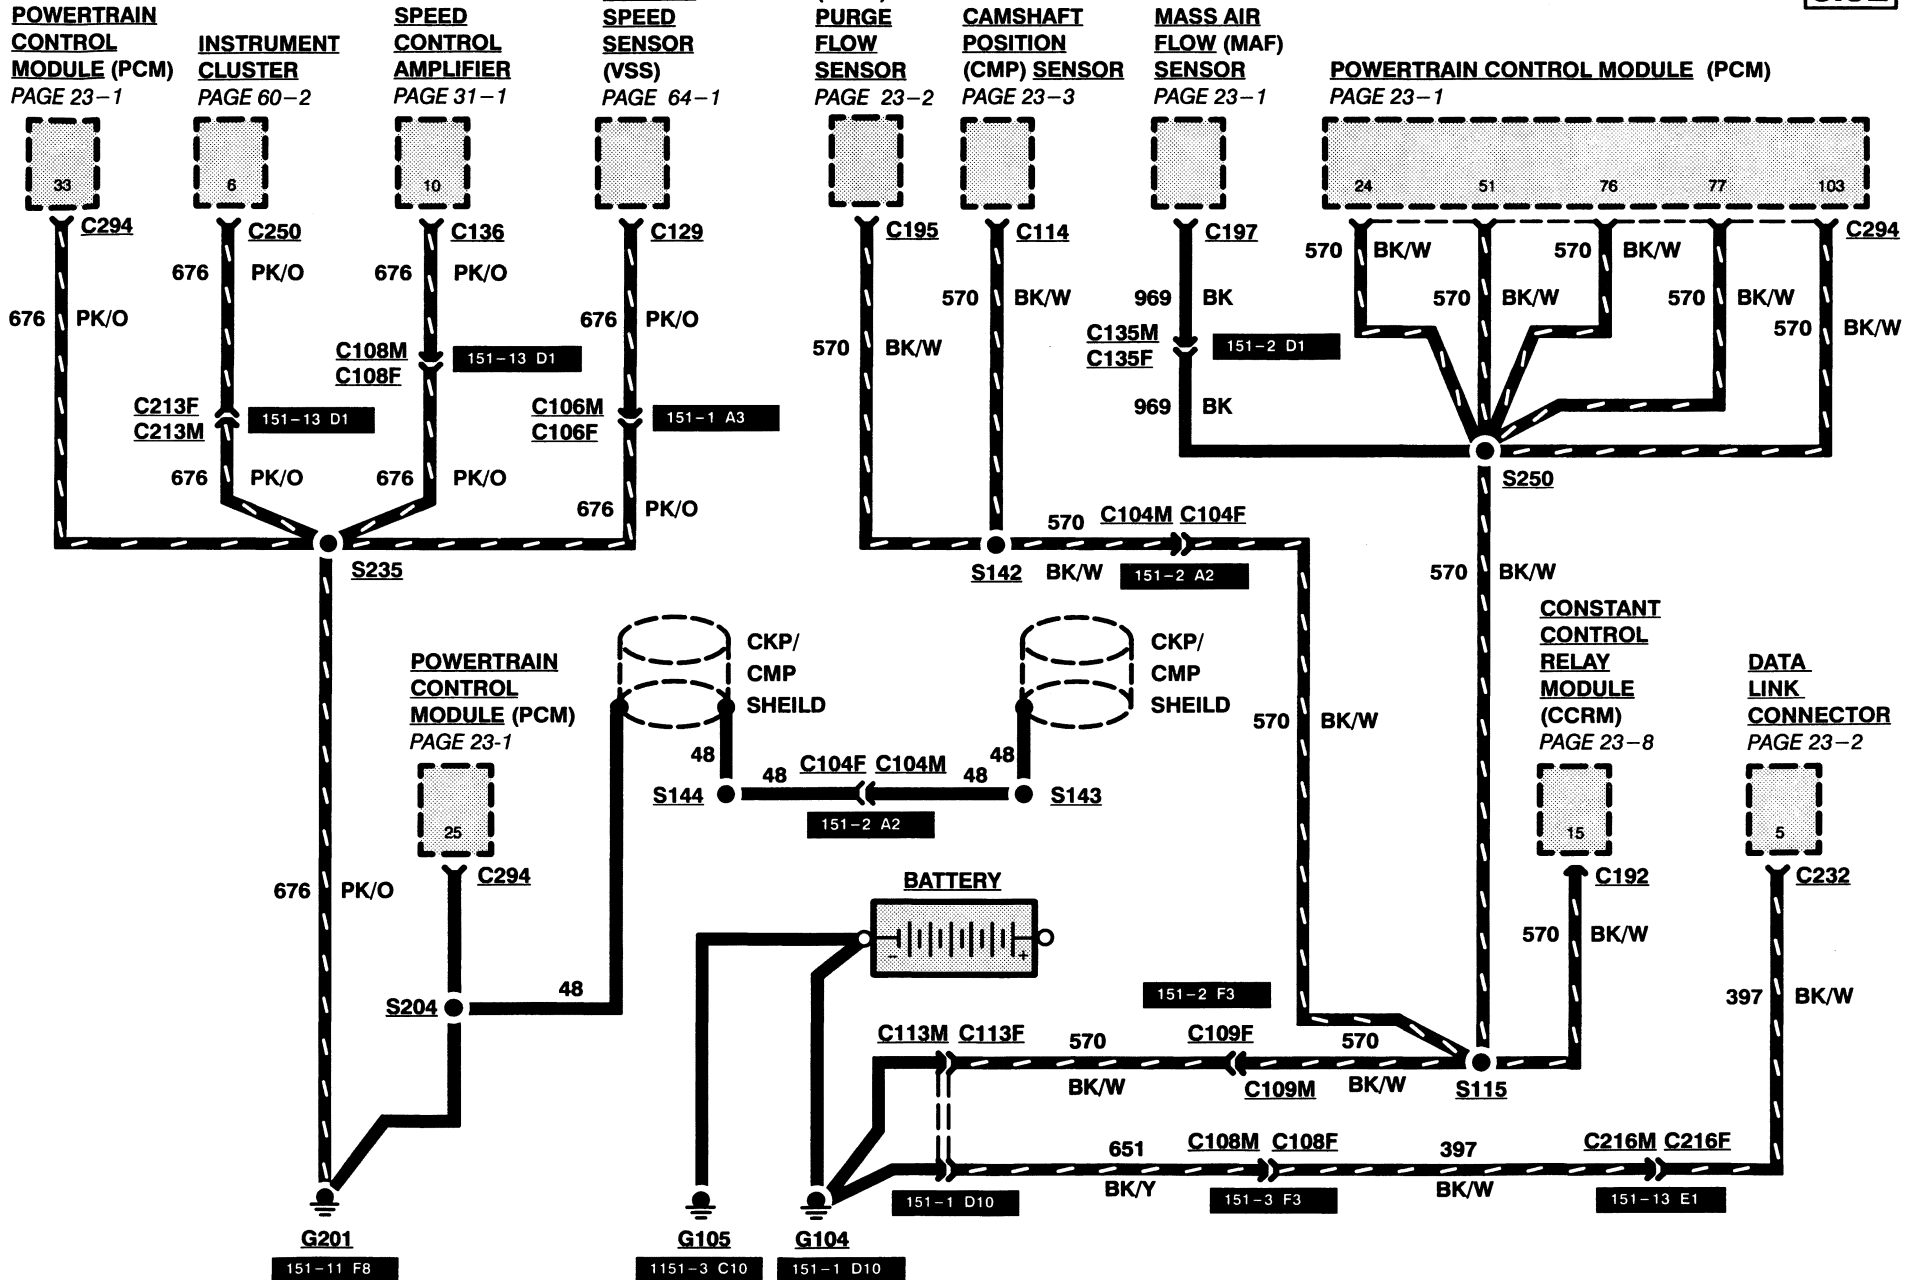 POWERTRAIN
CONTROL
MODULE (PCM)
PAGE 23-1
INSTRUMENT
CLUSTER
PAGE 60-2
SPEED
CONTROL
AMPLIFIER
PAGE 31-1
SPEED
SENSOR
(VSS)
PAGE 64-1
PURGE
FLOW
SENSOR
PAGE 23-2
CAMSHAFT
POSITION
(CMP) SENSOR
PAGE 23-3
MASS AIR
FLOW (MAF)
SENSOR
PAGE 23-1
POWERTRAIN CONTROL MODULE (PCM)
PAGE 23-1
33
6
10
24
51
76
77
103
C294
C250
C136
C129
C195
C114
C197
C294
676 PK/O
676 PK/O
676 PK/O
676 PK/O
570 BK/W
570 BK/W
969 BK
570 BK/W
570 BK/W
570 BK/W
570 BK/W
570 BK/W
C108M
C108F
151-13 D1
C135M
C135F
151-2 D1
C213F
C213M
151-13 D1
C106M
C106F
151-1 A3
969 BK
676 PK/O
676 PK/O
676 PK/O
S250
S235
570
C104M C104F
S142
BK/W
151-2 A2
570 BK/W
CKP/
CMP
SHEILD
CKP/
CMP
SHEILD
POWERTRAIN
CONTROL
MODULE (PCM)
PAGE 23-1
CONSTANT
CONTROL
RELAY
MODULE
(CCRM)
PAGE 23-8
DATA
LINK
CONNECTOR
PAGE 23-2
570 BK/W
48
48
48
C104F C104M
48
S144
S143
151-2 A2
25
15
5
C294
C192
C232
676 PK/O
BATTERY
- +
570 BK/W
S204
48
151-2 F3
397 BK/W
C113M C113F
570
BK/W
C109F
C109M
570
BK/W
S115
651
BK/Y
C108M C108F
397
BK/W
C216M C216F
151-1 D10
151-3 F3
151-13 E1
G201
G105
G104
151-11 F8
1151-3 C10
151-1 D10